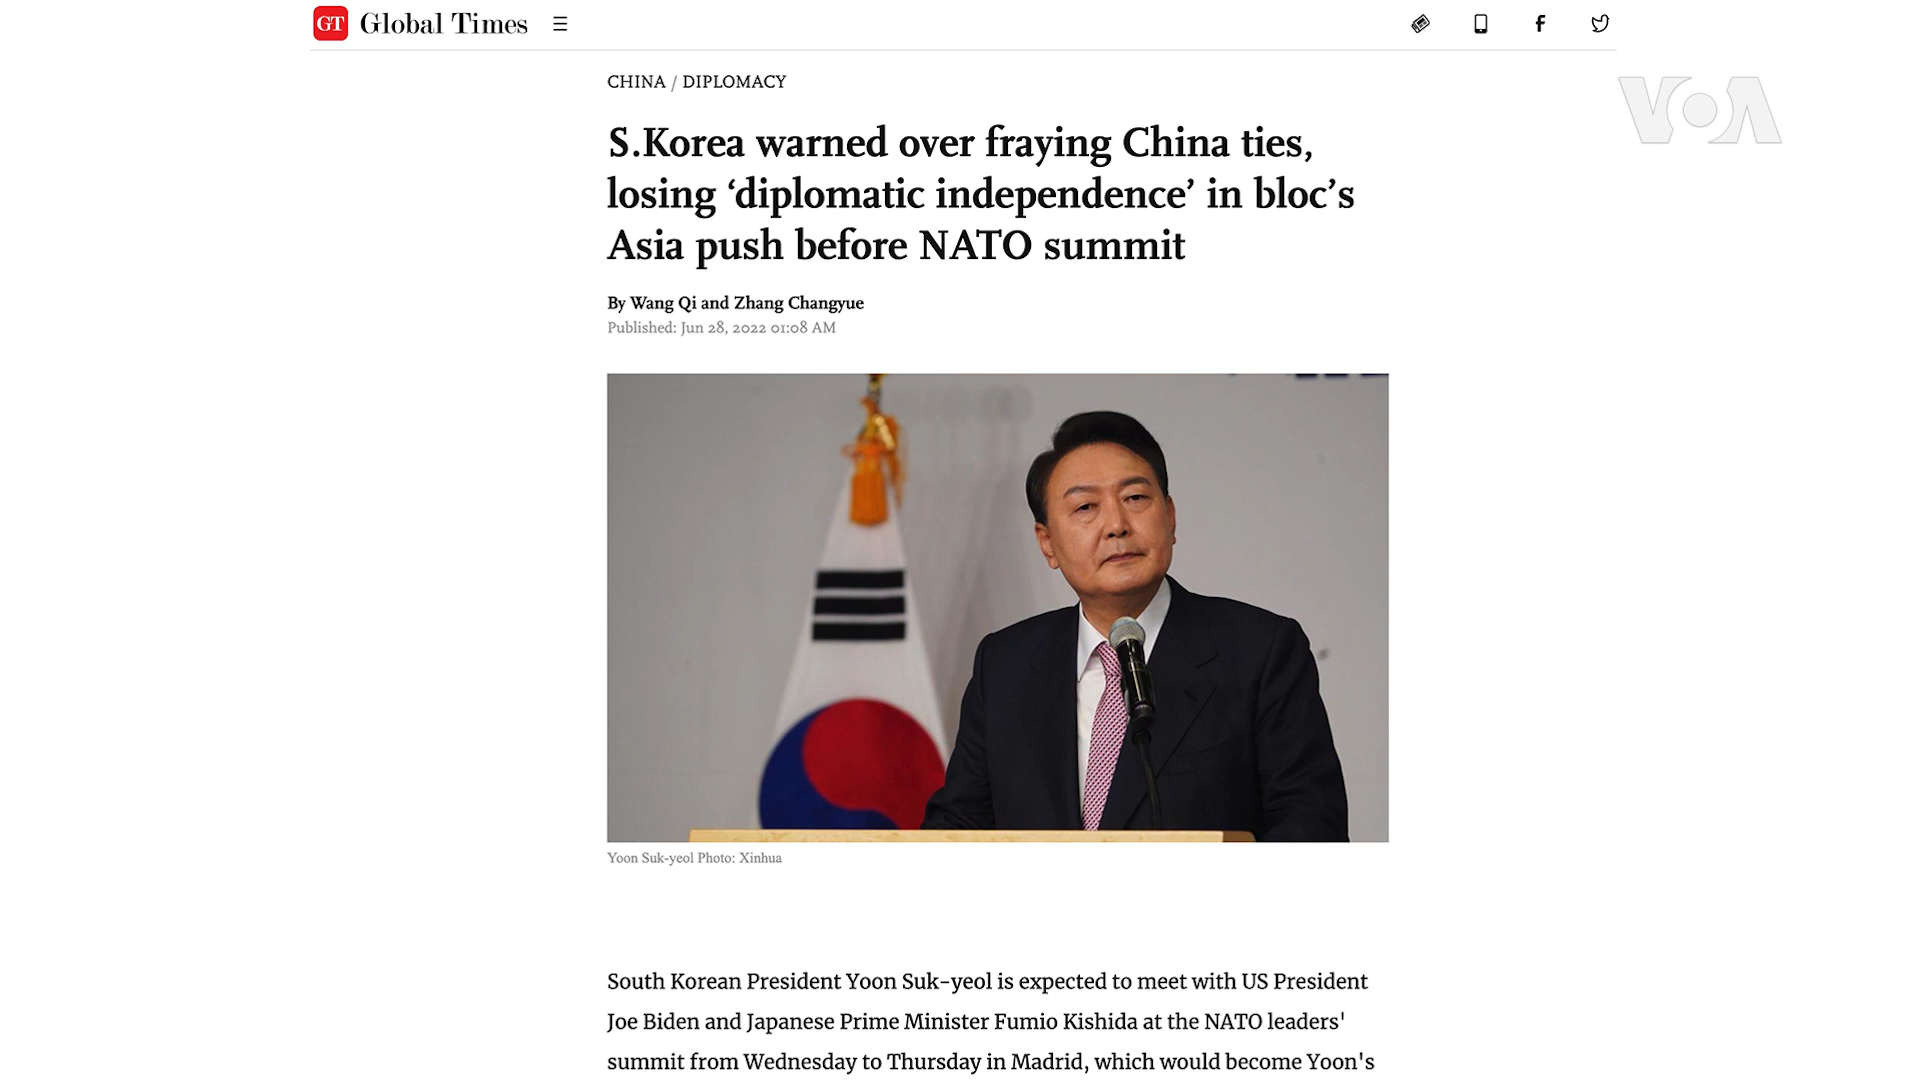 GT Global Times
VOA
CHINA / DIPLOMACY
S.Korea warned over fraying China ties,
losing ‘diplomatic independence’ in bloc’s
Asia push before NATO summit
By Wang Qi and Zhang Changyue
Published: Jun 28, 2022 01:08 AM
Yoon Suk-yeol Photo: Xinhua
South Korean President Yoon Suk-yeol is expected to meet with US President
Joe Biden and Japanese Prime Minister Fumio Kishida at the NATO leaders'
summit from Wednesday to Thursday in Madrid, which would become Yoon's